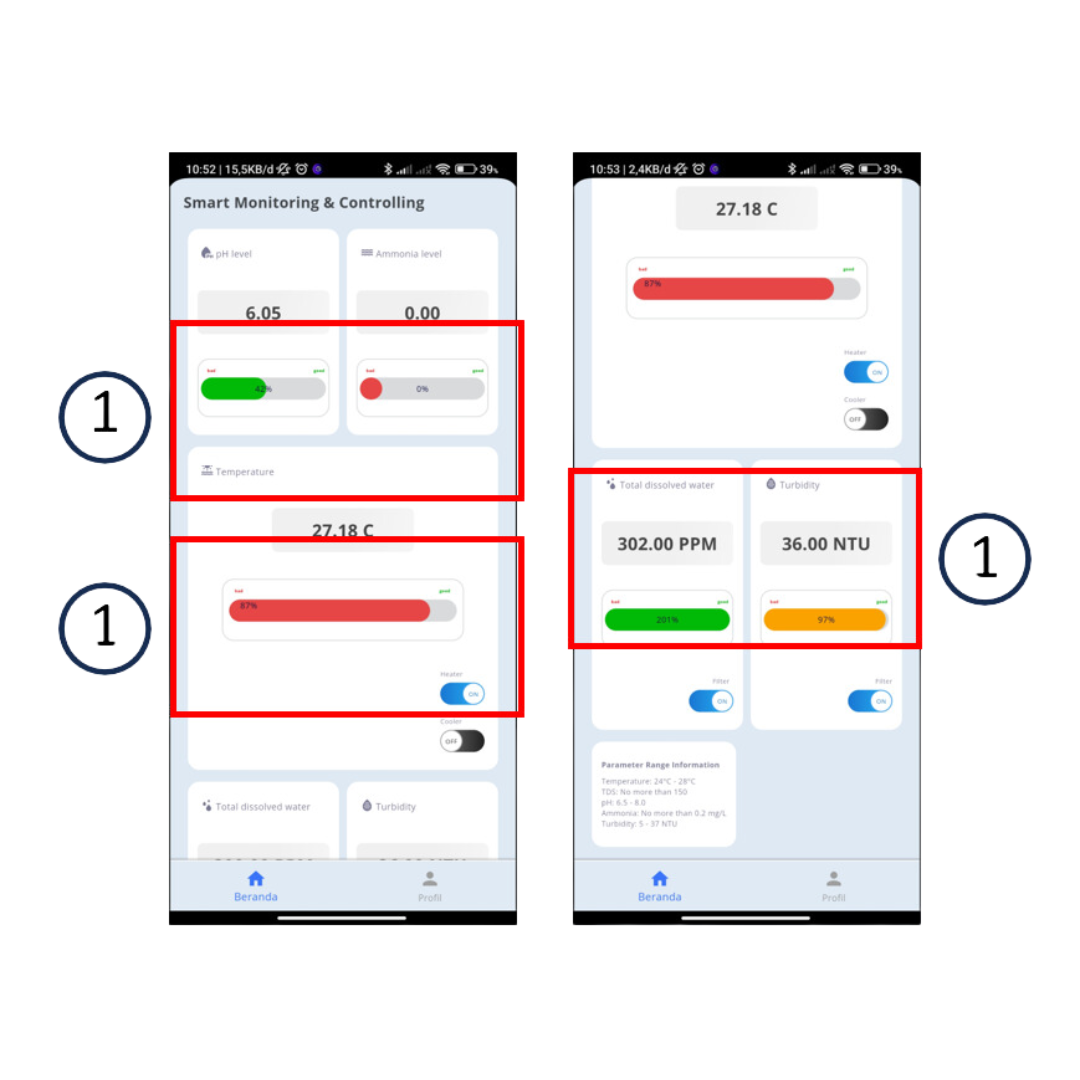 10:52 | 15,5KB/d
39%
Smart Monitoring & Controlling
pH level
Ammonia level
6.05
0.00
bad
good
bad
good
42%
0%
1
Temperature
27.18 C
bad
good
87%
1
Heater
ON
Cooler
OFF
Total dissolved water
Turbidity
Beranda
Profil
10:53 | 2,4KB/d
39%
27.18 C
bad
good
87%
Heater
ON
Cooler
OFF
Total dissolved water
Turbidity
302.00 PPM
36.00 NTU
1
bad
good
bad
good
201%
97%
Filter
ON
Filter
ON
Parameter Range Information
Temperature: 24°C - 28°C
TDS: No more than 150
pH: 6.5 - 8.0
Ammonia: No more than 0.2 mg/L
Turbidity: 5 - 37 NTU
Beranda
Profil